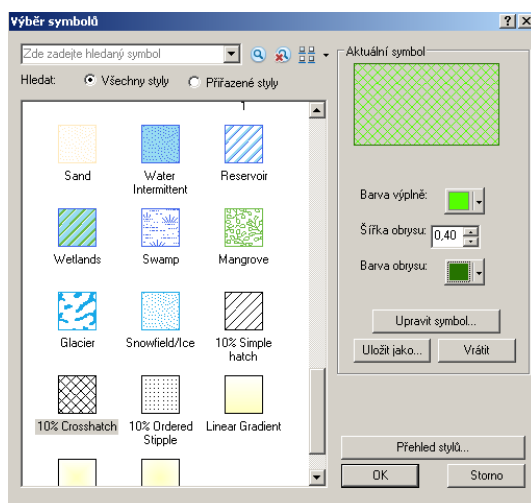 Výběr symbolů
Zde zadejte hledaný symbol
Hledat: Všechny styly Přiřazené styly
Sand Water Intermittent Reservoir
Wetlands Swamp Mangrove
Glacier Snowfield/Ice 10% Simple hatch
10% Crosshatch 10% Ordered Stipple Linear Gradient
Aktuální symbol
Barva výplně:
Šířka obrysu: 0,40
Barva obrysu:
Upravit symbol...
Uložit jako... Vrátit
Přehled stylů...
OK Storno